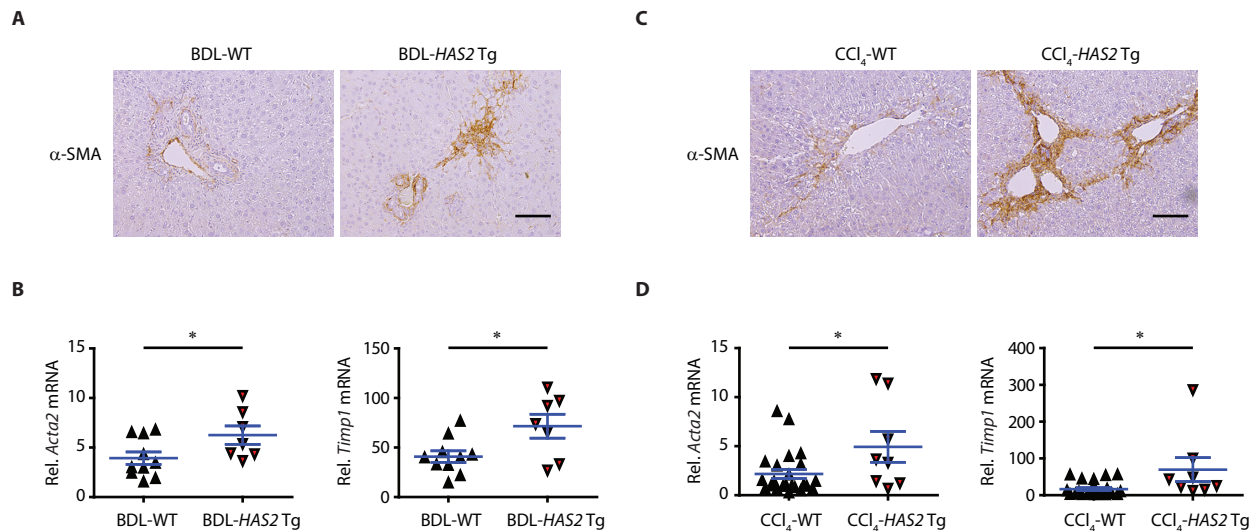 A
BDL-WT
BDL-HAS2 Tg
α-SMA
B
*
Rel. Acta2 mRNA
15
10
5
0
BDL-WT
BDL-HAS2 Tg
*
Rel. Timp1 mRNA
150
100
50
0
BDL-WT
BDL-HAS2 Tg
C
CCl4-WT
CCl4-HAS2 Tg
α-SMA
D
*
Rel. Acta2 mRNA
15
10
5
0
CCl4-WT
CCl4-HAS2 Tg
*
Rel. Timp1 mRNA
400
300
200
100
0
CCl4-WT
CCl4-HAS2 Tg